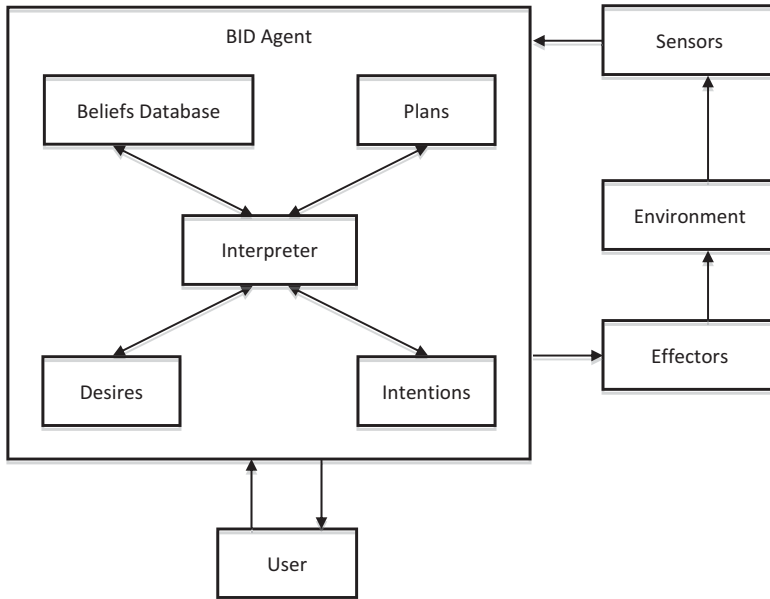 BID Agent
Sensors
Beliefs Database
Plans
Environment
Interpreter
Effectors
Desires
Intentions
User